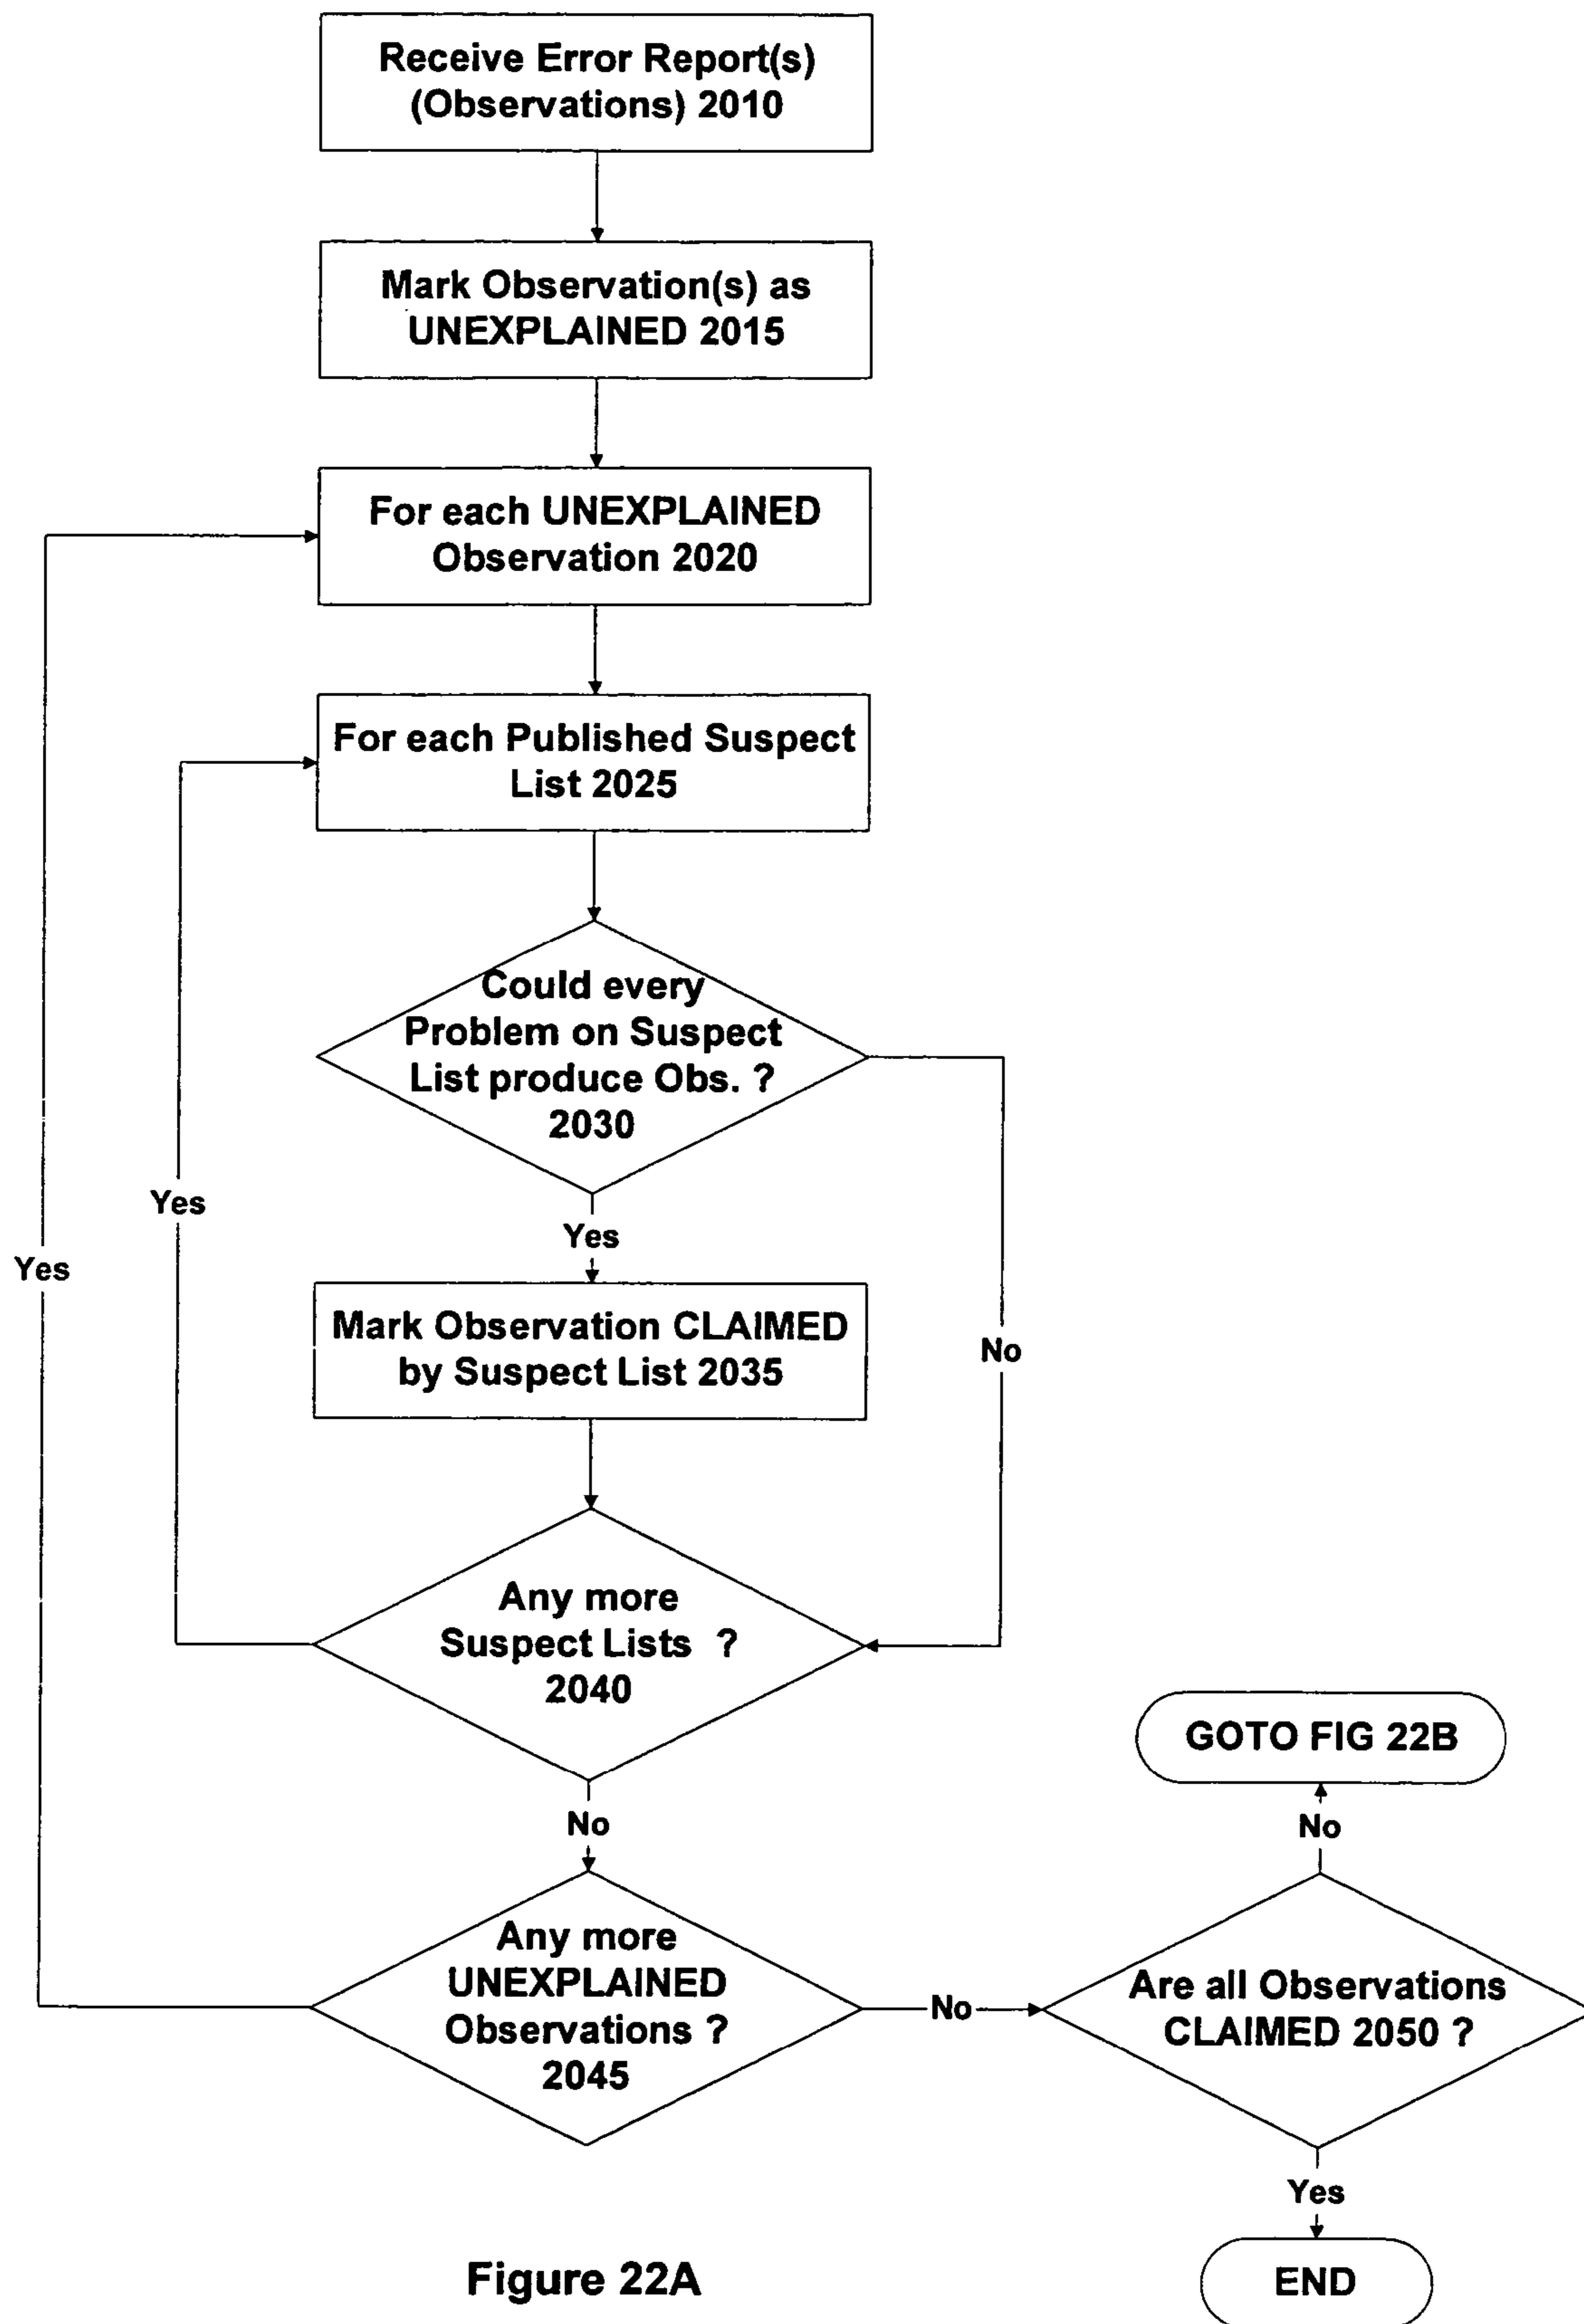 Receive Error Report(s)
(Observations) 2010
Mark Observation(s) as
UNEXPLAINED 2015
For each UNEXPLAINED
Observation 2020
For each Published Suspect
List 2025
Could every
Problem on Suspect
List produce Obs. ?
2030
Yes
Yes
Yes
Mark Observation CLAIMED
by Suspect List 2035
No
Any more
Suspect Lists ?
2040
No
Any more
UNEXPLAINED
Observations ?
2045
No
Are all Observations
CLAIMED 2050 ?
No
GOTO FIG 22B
Yes
END
Figure 22A